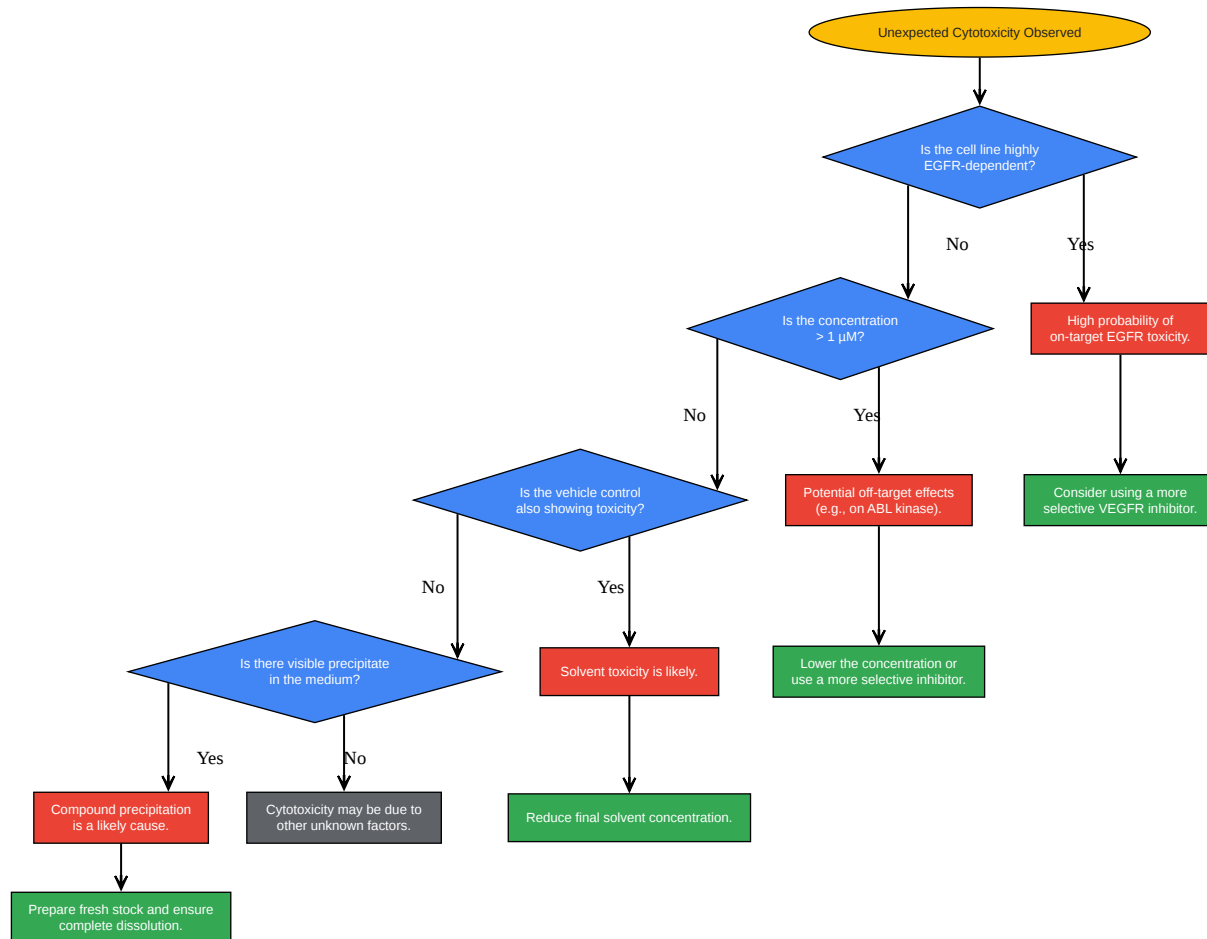 Unexpected Cytotoxicity Observed
Is the cell line highly
EGFR-dependent?
No
Yes
Is the concentration
> 1 µM?
High probability of
on-target EGFR toxicity.
No
Yes
Is the vehicle control
also showing toxicity?
Potential off-target effects
(e.g., on ABL kinase).
Consider using a more
selective VEGFR inhibitor.
No
Yes
Is there visible precipitate
in the medium?
Solvent toxicity is likely.
Lower the concentration or
use a more selective inhibitor.
Yes
No
Compound precipitation
is a likely cause.
Cytotoxicity may be due to
other unknown factors.
Reduce final solvent concentration.
Prepare fresh stock and ensure
complete dissolution.